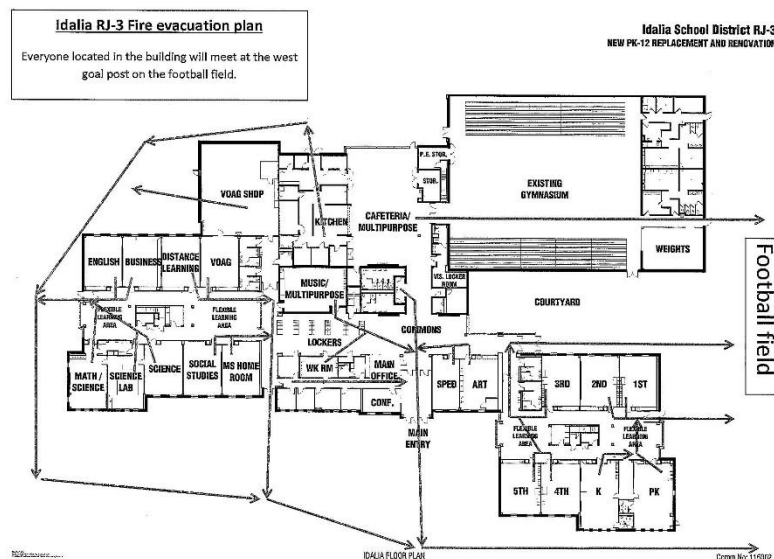 Idalia RJ-3 Fire evacuation plan
Everyone located in the building will meet at the west
goal post on the football field.
Idalia School District RJ-3
NEW PK-12 REPLACEMENT AND RENOVATION
P.E. STOR.
STOR.
VOAG SHOP
KITCHEN
CAFETERIA/
MULTIPURPOSE
EXISTING
GYMNASIUM
WEIGHTS
ENGLISH
BUSINESS
DISTANCE
LEARNING
VOAG
MUSIC/
MULTIPURPOSE
VIS. LOCKER
ROOM
COURTYARD
Football field
FLEXIBLE
LEARNING
AREA
FLEXIBLE
LEARNING
AREA
LOCKERS
COMMONS
MATH /
SCIENCE
SCIENCE
LAB
SCIENCE
SOCIAL
STUDIES
MS HOME
ROOM
WK RM
MAIN
OFFICE
CONF.
SPED
ART
3RD
2ND
1ST
MAIN
ENTRY
FLEXIBLE
LEARNING
AREA
FLEXIBLE
LEARNING
AREA
5TH
4TH
K
PK
IDALIA FLOOR PLAN